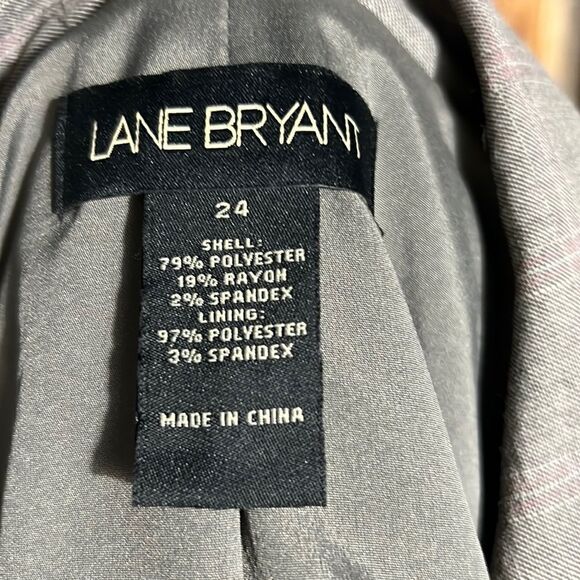 LANE BRYANT
24
SHELL:
79% POLYESTER
19% RAYON
2% SPANDEX
LINING:
97% POLYESTER
3% SPANDEX
MADE IN CHINA